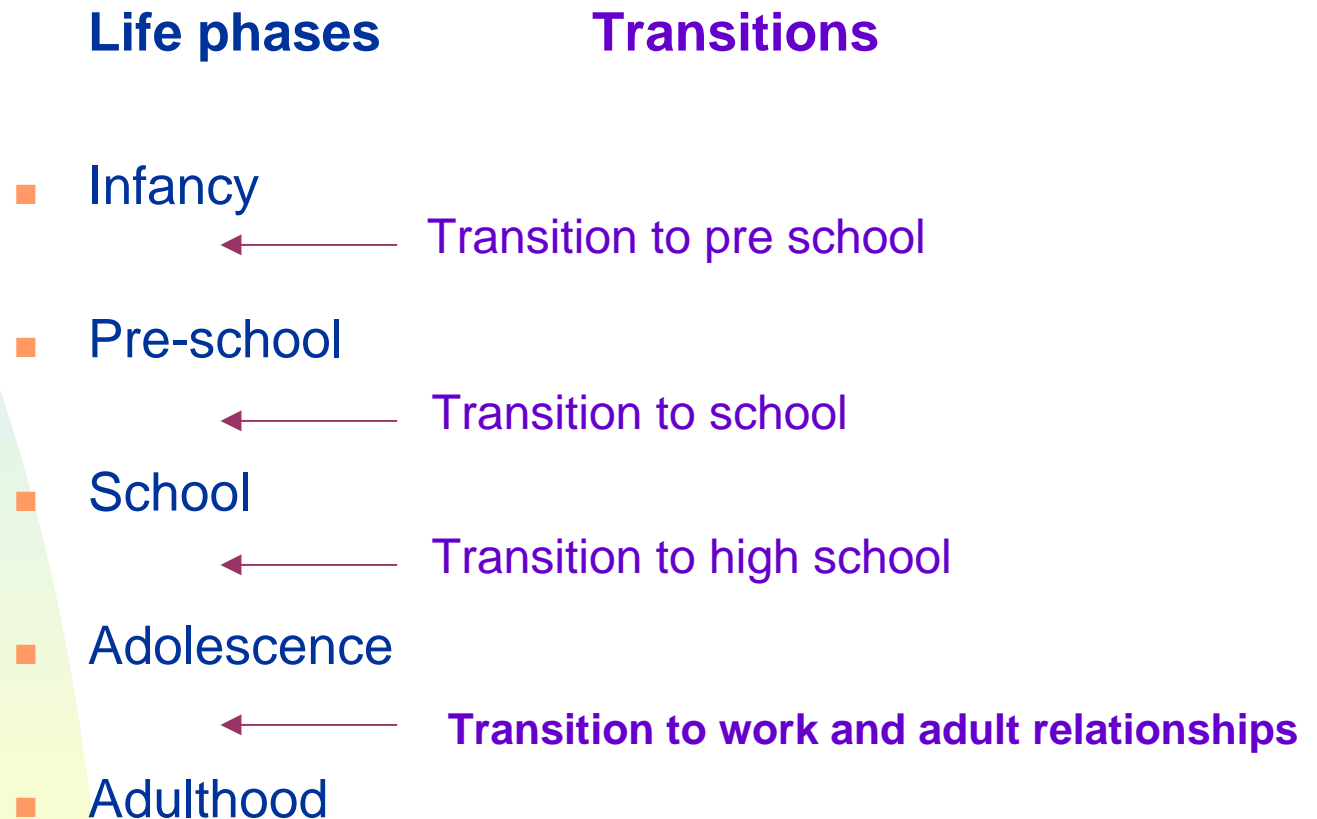 Life phases Transitions
Infancy
Transition to pre school
Pre-school
Transition to school
School
Transition to high school
Adolescence
Transition to work and adult relationships
Adulthood